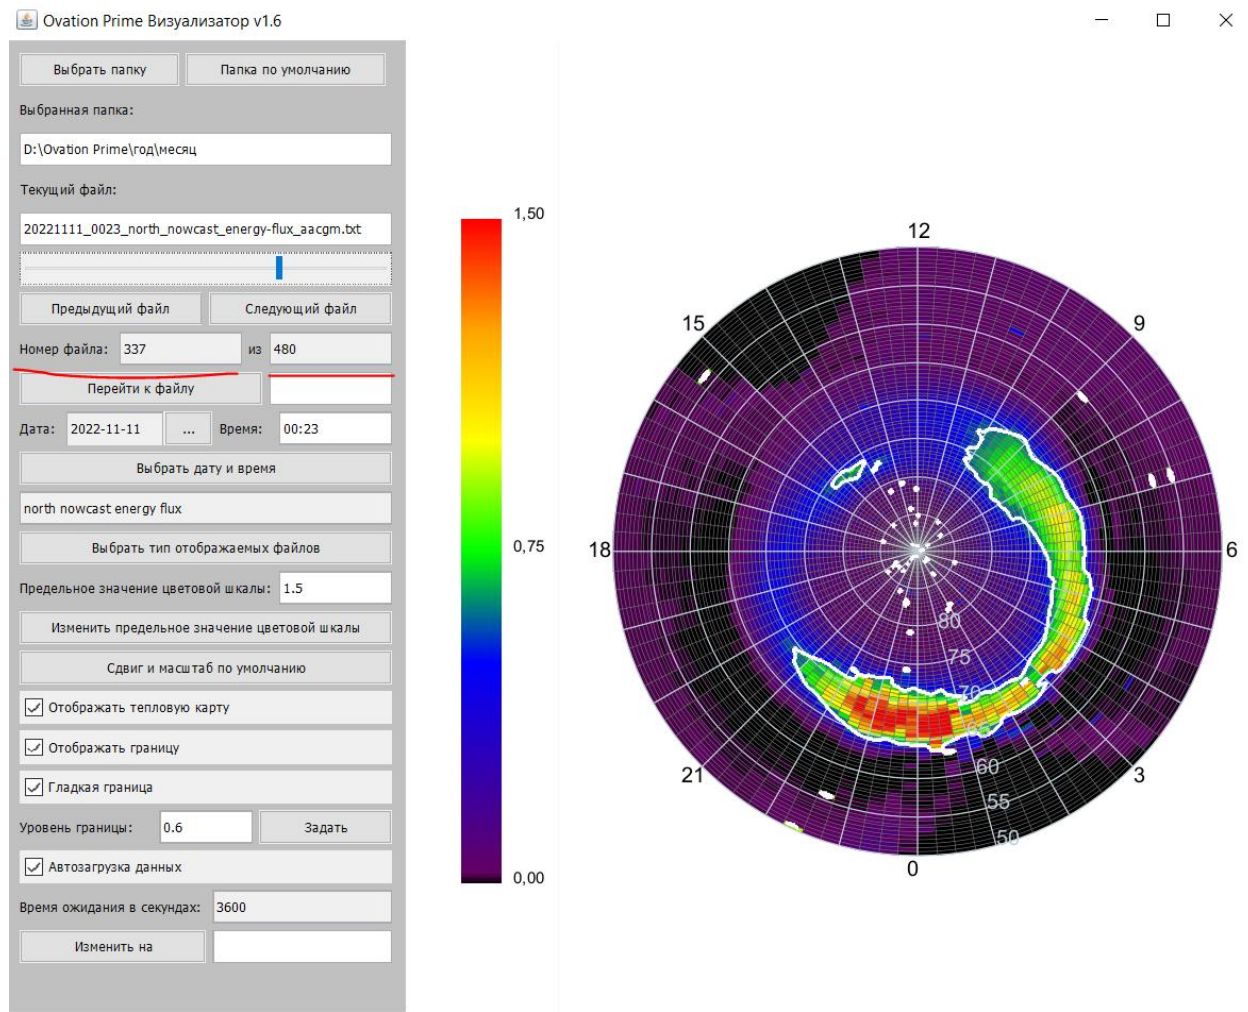 Ovation Prime Визуализатор v1.6
Выбрать папку
Папка по умолчанию
Выбранная папка:
D:\Ovation Prime\год\месяц
Текущий файл:
20221111_0023_north_nowcast_energy-flux_aacgm.txt
Предыдущий файл
Следующий файл
Номер файла: 337 из 480
Перейти к файлу
Дата: 2022-11-11 ... Время: 00:23
Выбрать дату и время
north nowcast energy flux
Выбрать тип отображаемых файлов
Предельное значение цветовой шкалы: 1.5
Изменить предельное значение цветовой шкалы
Сдвиг и масштаб по умолчанию
Отображать тепловую карту
Отображать границу
Гладкая граница
Уровень границы: 0.6 Задать
Автозагрузка данных
Время ожидания в секундах: 3600
Изменить на
1,50
0,75
0,00
12
15
9
18
6
21
3
0
80
75
70
65
60
55
50